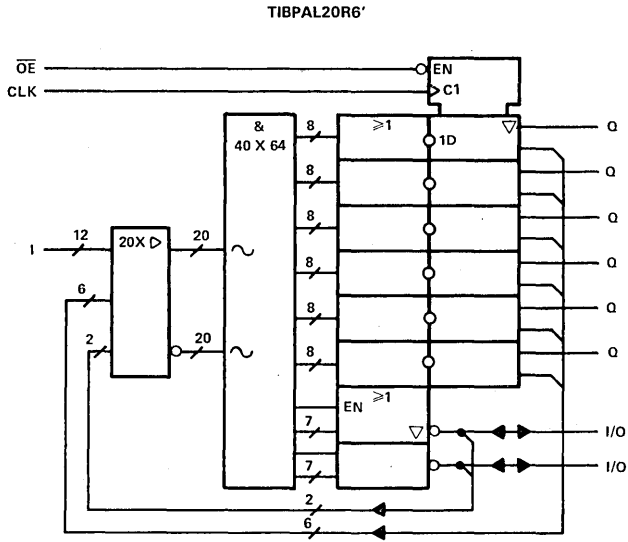 TIBPAL20R6′
OE
CLK
EN
C1
&
40 X 64
8
≥1
1D
▽
Q
8
Q
8
Q
8
Q
8
Q
8
Q
I
12
20X ▷
20
6
2
20
EN
≥1
7
▽
I/O
7
I/O
2
6